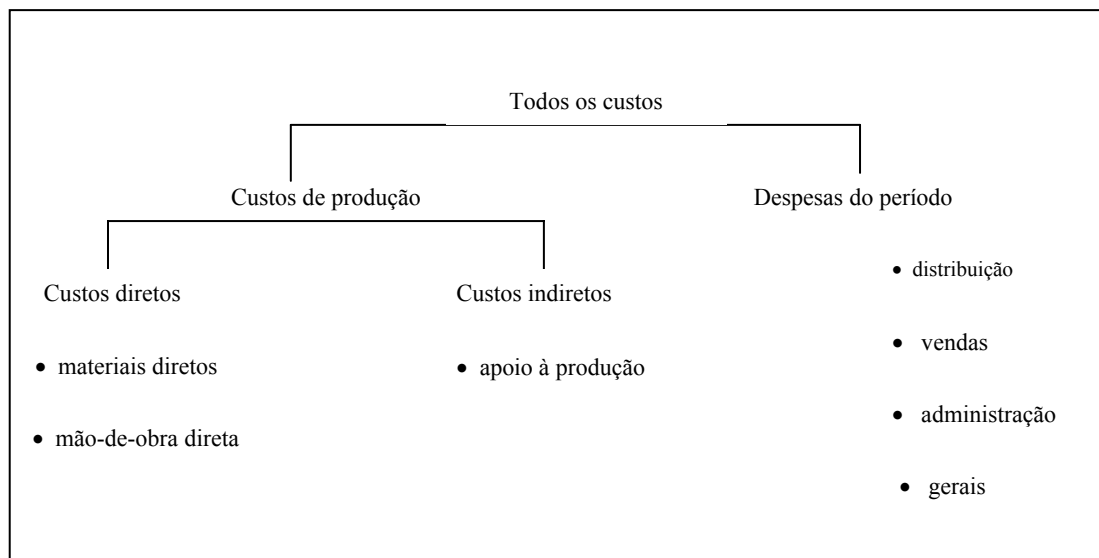 Todos os custos
Custos de produção
Despesas do período
Custos diretos
• materiais diretos
• mão-de-obra direta
Custos indiretos
• apoio à produção
• distribuição
• vendas
• administração
• gerais